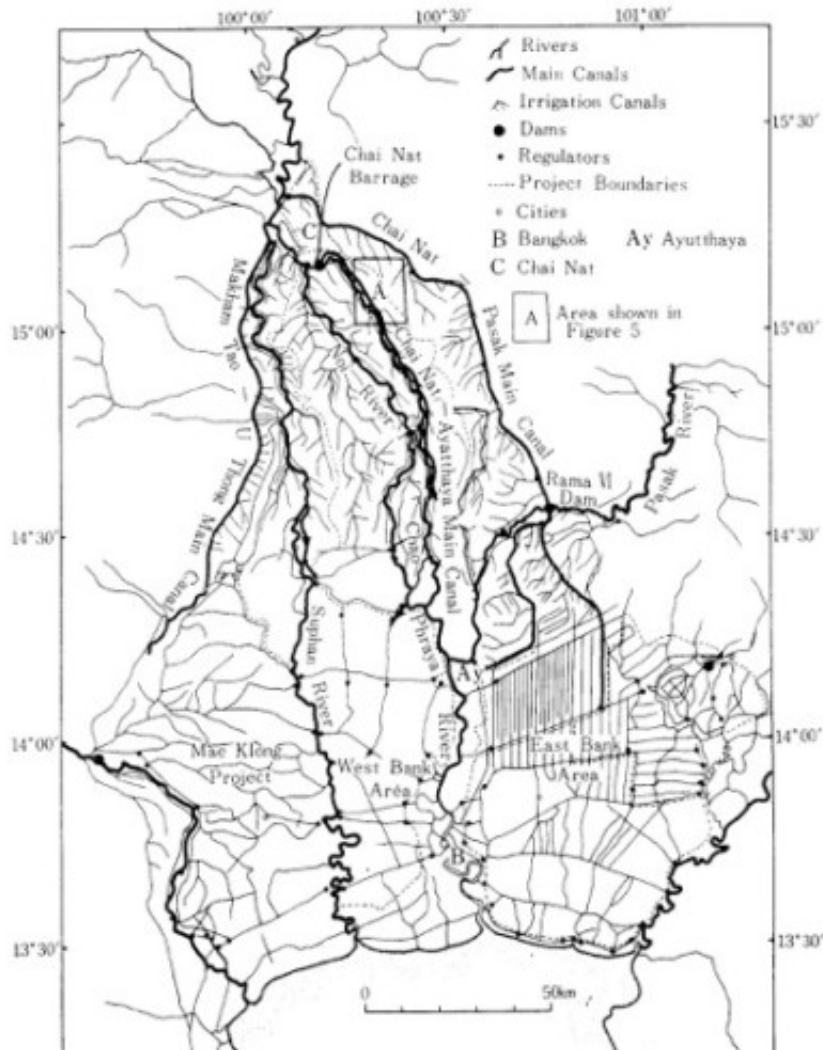 100°00′ 100°30′ 101°00′
Rivers
Main Canals
Irrigation Canals
Dams
Regulators
Project Boundaries
Cities
B Bangkok Ay Ayutthaya
C Chai Nat
A Area shown in
Figure 5
15°30′
15°30′
Chai Nat
Barrage
C
Chai Nat
Pasak Main Canal
A
15°00′
15°00′
Makham Tao - U Thong Main Canal
Noi River
Chai Nat - Ayatthaya Main Canal
Pasak River
Rama VI
Dam
14°30′
14°30′
Chao Phraya River
Suphan River
Ay
14°00′
14°00′
Mae Klong
Project
West Bank
Area
East Bank
Area
B
13°30′
13°30′
0 50km